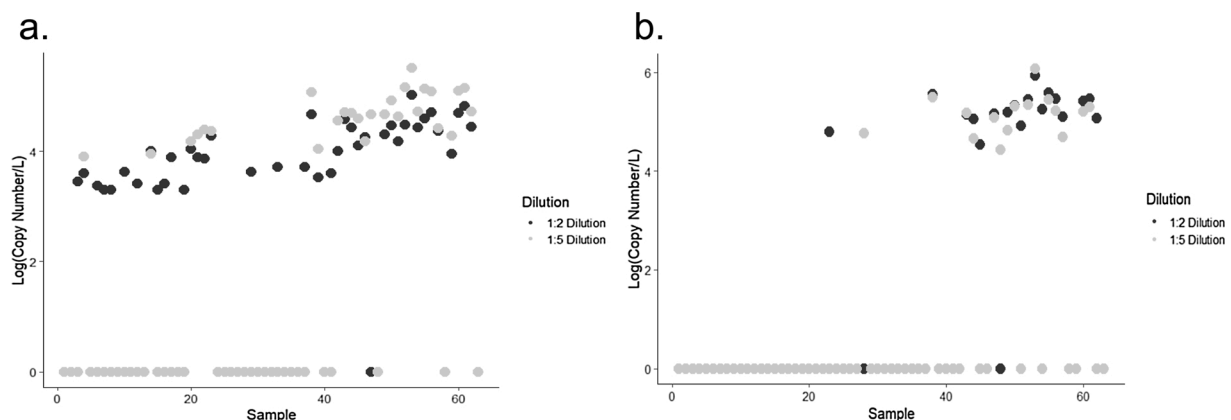 a.
Log(Copy Number/L)
4
2
0
0
20
40
60
Sample
Dilution
1:2 Dilution
1:5 Dilution
b.
Log(Copy Number/L)
6
4
2
0
0
20
40
60
Sample
Dilution
1:2 Dilution
1:5 Dilution